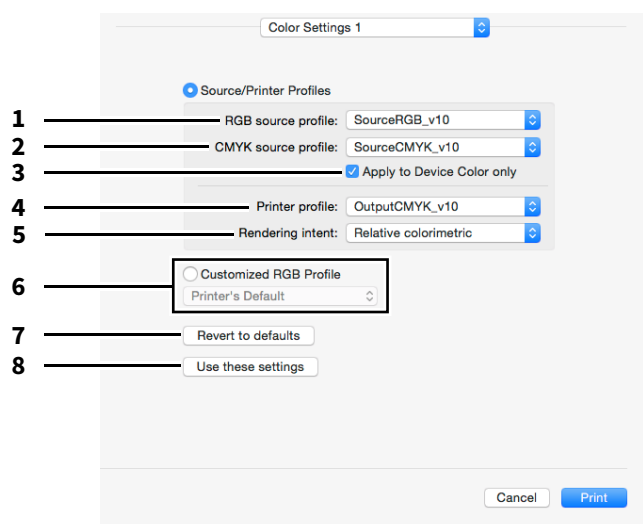 Color Settings 1
Source/Printer Profiles
1 RGB source profile: SourceRGB_v10
2 CMYK source profile: SourceCMYK_v10
3 Apply to Device Color only
4 Printer profile: OutputCMYK_v10
5 Rendering intent: Relative colorimetric
Customized RGB Profile
6
Printer's Default
7 Revert to defaults
8 Use these settings
Cancel Print